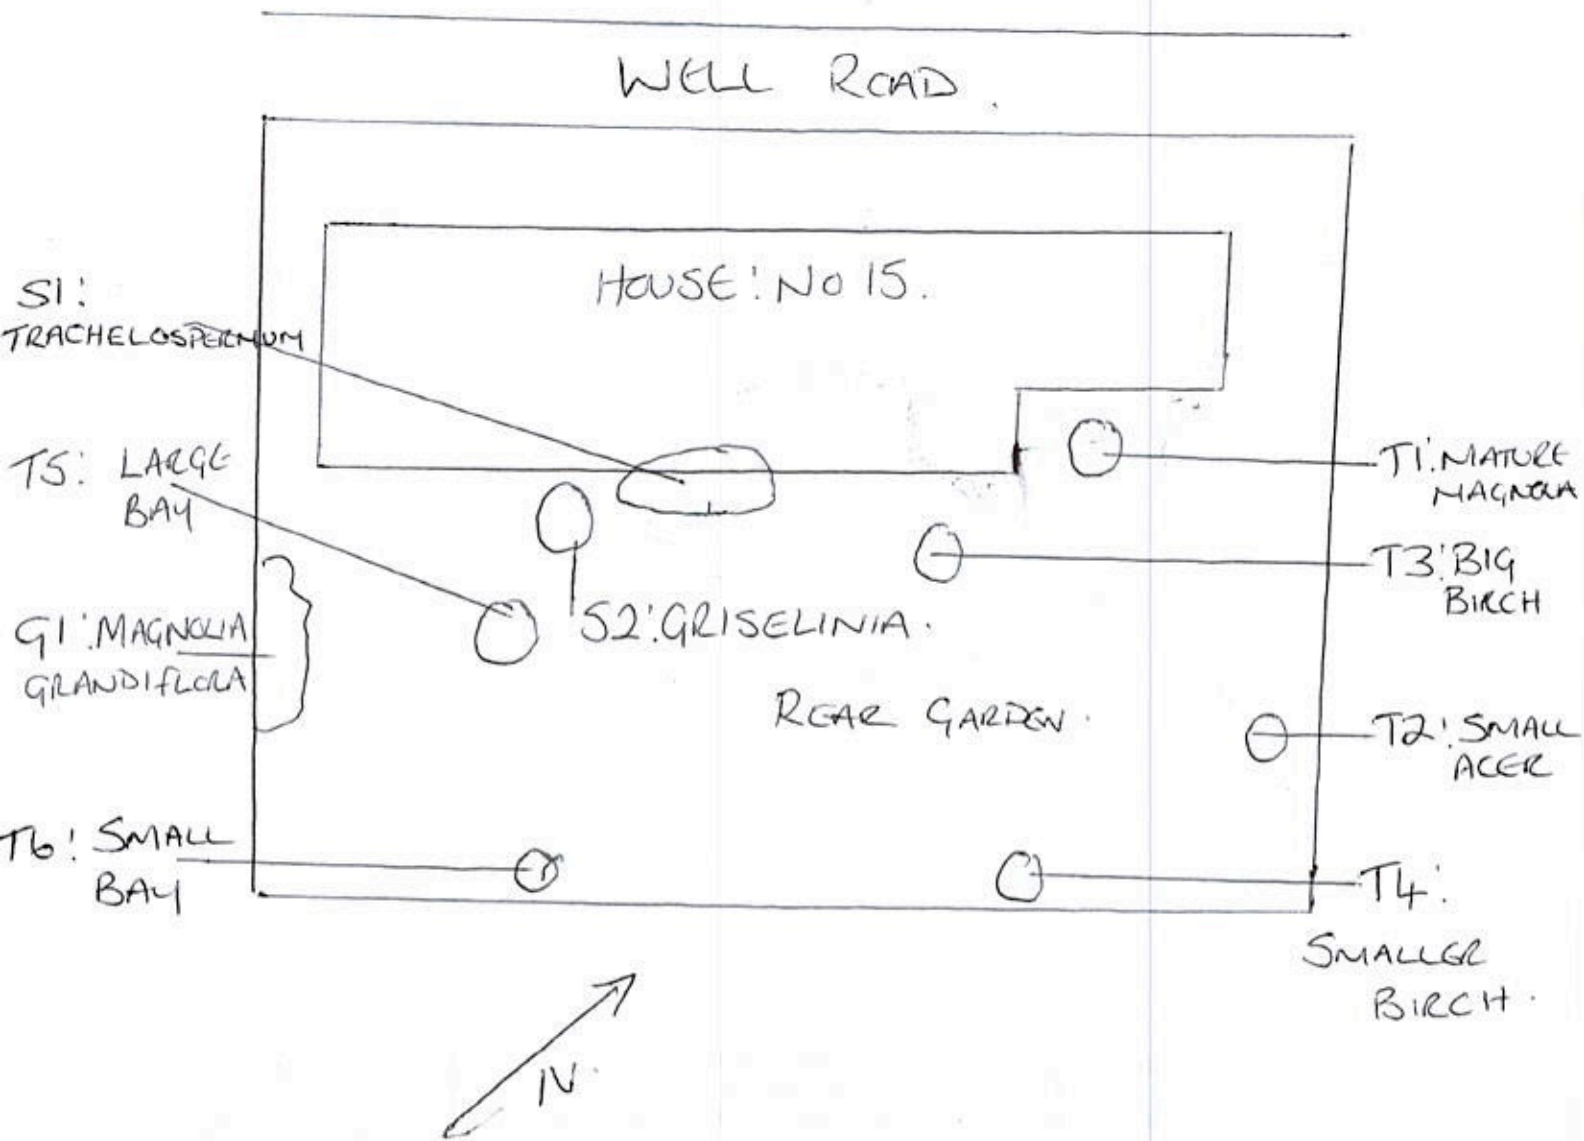 WELL ROAD.
HOUSE: No 15.
S1:
TRACHELOSPERMUM
T5: LARGE
BAY
G1: MAGNOLIA
GRANDIFLORA
T6: SMALL
BAY
S2: GRISELINIA.
REAR GARDEN.
T1: MATURE
MAGNOLIA
T3: BIG
BIRCH
T2: SMALL
ACER
T4:
SMALLER
BIRCH.
N.